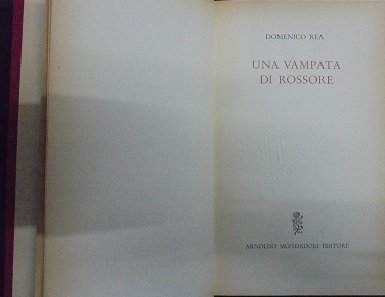 DOMENICO REA
UNA VAMPATA
DI ROSSORE
ARNOLDO MONDADORI EDITORE